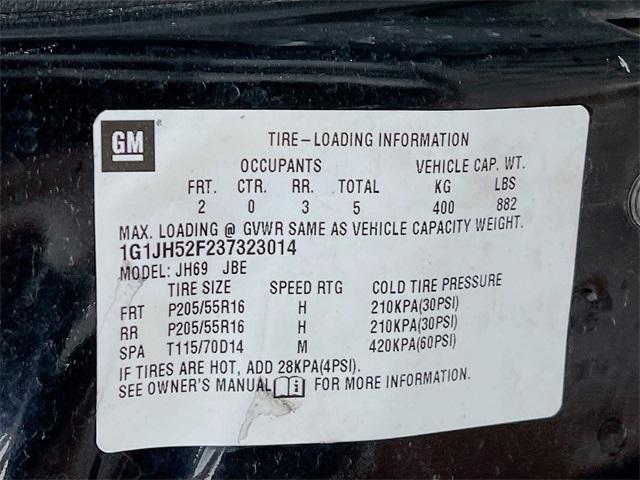 GM
TIRE-LOADING INFORMATION
OCCUPANTS VEHICLE CAP. WT.
FRT. CTR. RR. TOTAL KG LBS
2 0 3 5 400 882
MAX. LOADING @ GVWR SAME AS VEHICLE CAPACITY WEIGHT.
1G1JH52F237323014
MODEL: JH69 JBE
TIRE SIZE SPEED RTG COLD TIRE PRESSURE
FRT P205/55R16 H 210KPA(30PSI)
RR P205/55R16 H 210KPA(30PSI)
SPA T115/70D14 M 420KPA(60PSI)
IF TIRES ARE HOT, ADD 28KPA(4PSI).
SEE OWNER'S MANUAL i FOR MORE INFORMATION.